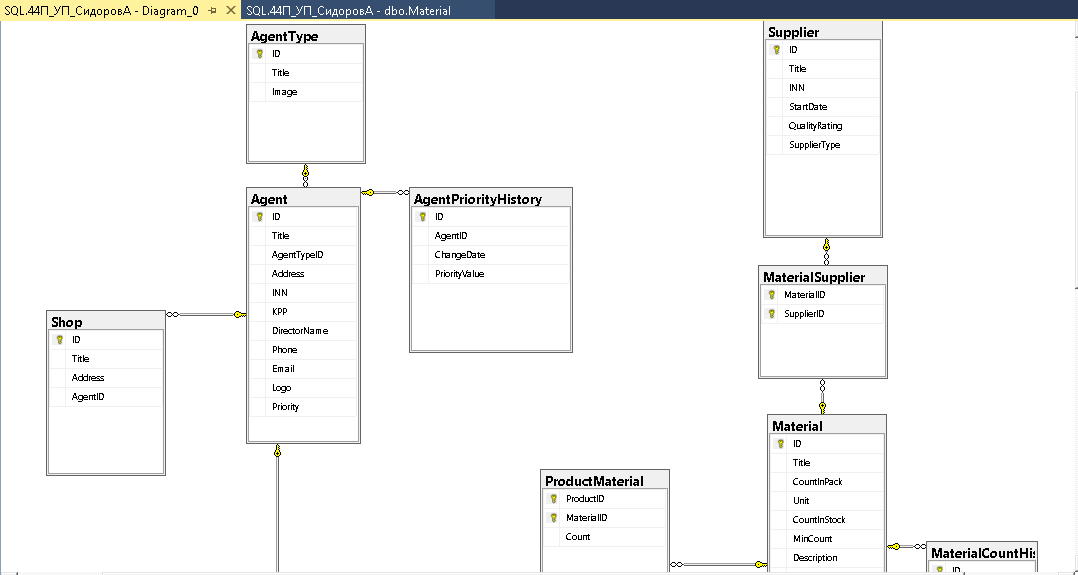 SQL.44П_УП_СидоровА - Diagram_0
SQL.44П_УП_СидоровА - dbo.Material
AgentType
ID
Title
Image
Supplier
ID
Title
INN
StartDate
QualityRating
SupplierType
Agent
ID
Title
AgentTypeID
Address
INN
KPP
DirectorName
Phone
Email
Logo
Priority
AgentPriorityHistory
ID
AgentID
ChangeDate
PriorityValue
MaterialSupplier
MaterialID
SupplierID
Shop
ID
Title
Address
AgentID
Material
ID
Title
CountInPack
Unit
CountInStock
MinCount
Description
ProductMaterial
ProductID
MaterialID
Count
MaterialCountHis
ID